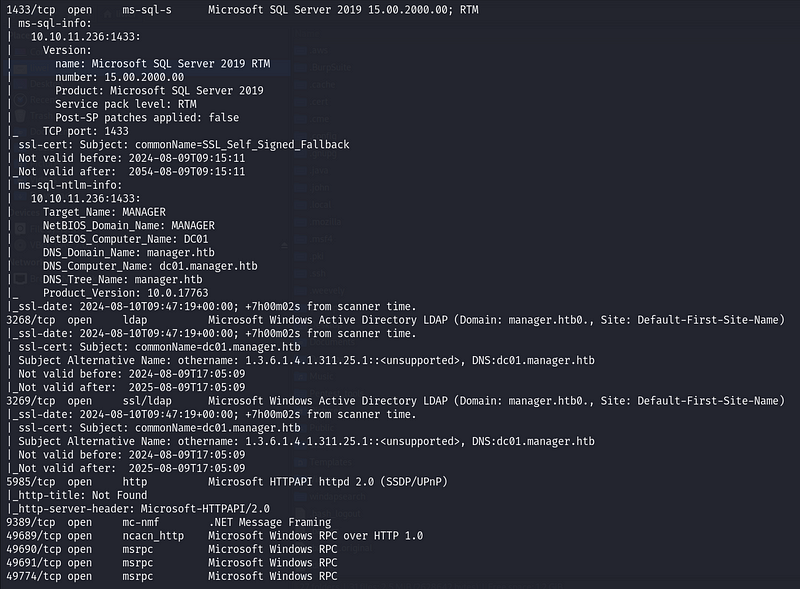 1433/tcp  open     ms-sql-s      Microsoft SQL Server 2019 15.00.2000.00; RTM
| ms-sql-info:
|   10.10.11.236:1433:
|     Version:
|       name: Microsoft SQL Server 2019 RTM
|       number: 15.00.2000.00
|       Product: Microsoft SQL Server 2019
|       Service pack level: RTM
|       Post-SP patches applied: false
|_    TCP port: 1433
| ssl-cert: Subject: commonName=SSL_Self_Signed_Fallback
| Not valid before: 2024-08-09T09:15:11
|_Not valid after:  2054-08-09T09:15:11
| ms-sql-ntlm-info:
|   10.10.11.236:1433:
|     Target_Name: MANAGER
|     NetBIOS_Domain_Name: MANAGER
|     NetBIOS_Computer_Name: DC01
|     DNS_Domain_Name: manager.htb
|     DNS_Computer_Name: dc01.manager.htb
|     DNS_Tree_Name: manager.htb
|_    Product_Version: 10.0.17763
|_ssl-date: 2024-08-10T09:47:19+00:00; +7h00m02s from scanner time.
3268/tcp  open     ldap          Microsoft Windows Active Directory LDAP (Domain: manager.htb0., Site: Default-First-Site-Name)
|_ssl-date: 2024-08-10T09:47:19+00:00; +7h00m02s from scanner time.
| ssl-cert: Subject: commonName=dc01.manager.htb
| Subject Alternative Name: othername: 1.3.6.1.4.1.311.25.1::<unsupported>, DNS:dc01.manager.htb
| Not valid before: 2024-08-09T17:05:09
|_Not valid after:  2025-08-09T17:05:09
3269/tcp  open     ssl/ldap      Microsoft Windows Active Directory LDAP (Domain: manager.htb0., Site: Default-First-Site-Name)
|_ssl-date: 2024-08-10T09:47:19+00:00; +7h00m02s from scanner time.
| ssl-cert: Subject: commonName=dc01.manager.htb
| Subject Alternative Name: othername: 1.3.6.1.4.1.311.25.1::<unsupported>, DNS:dc01.manager.htb
| Not valid before: 2024-08-09T17:05:09
|_Not valid after:  2025-08-09T17:05:09
5985/tcp  open     http          Microsoft HTTPAPI httpd 2.0 (SSDP/UPnP)
|_http-title: Not Found
|_http-server-header: Microsoft-HTTPAPI/2.0
9389/tcp  open     mc-nmf        .NET Message Framing
49689/tcp open     ncacn_http    Microsoft Windows RPC over HTTP 1.0
49690/tcp open     msrpc         Microsoft Windows RPC
49691/tcp open     msrpc         Microsoft Windows RPC
49774/tcp open     msrpc         Microsoft Windows RPC